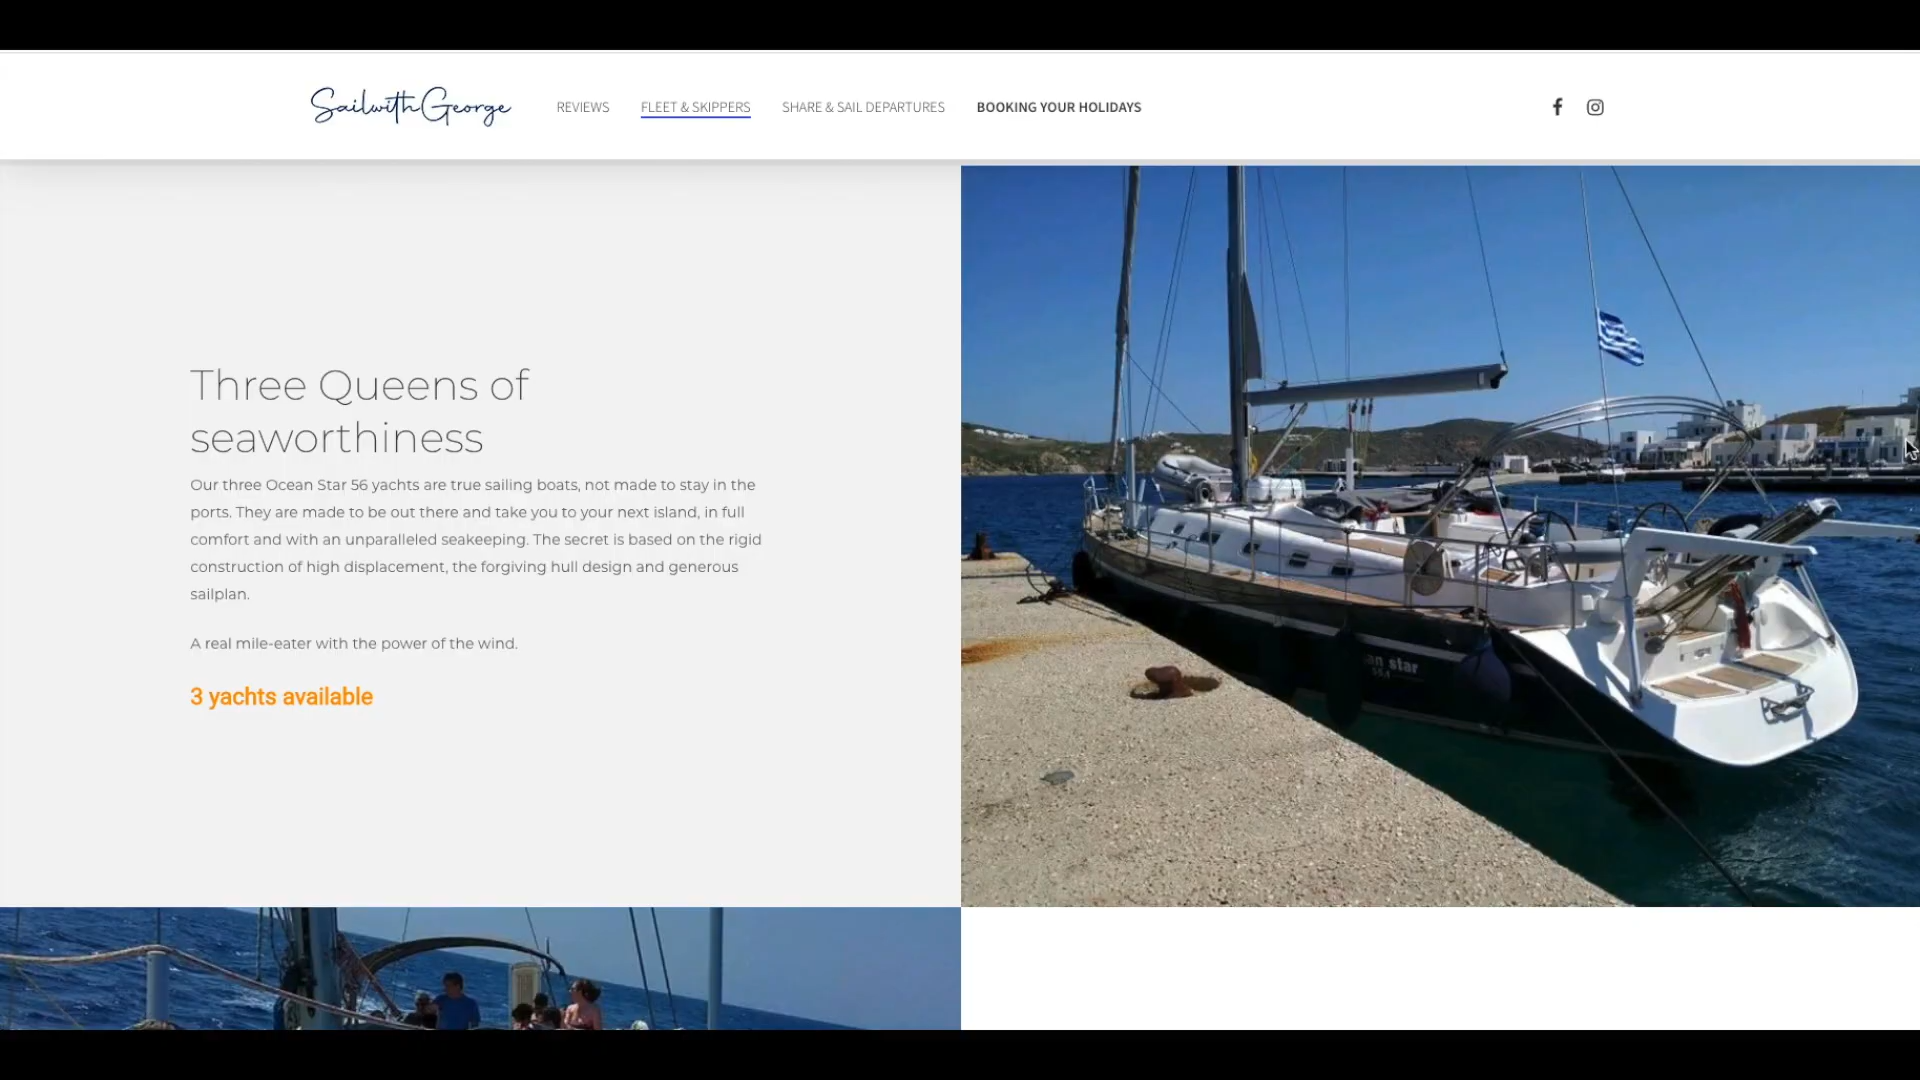 SailwithGeorge
REVIEWS
FLEET & SKIPPERS
SHARE & SAIL DEPARTURES
BOOKING YOUR HOLIDAYS
Three Queens of
seaworthiness
Our three Ocean Star 56 yachts are true sailing boats, not made to stay in the
ports. They are made to be out there and take you to your next island, in full
comfort and with an unparalleled seakeeping. The secret is based on the rigid
construction of high displacement, the forgiving hull design and generous
sailplan.
A real mile-eater with the power of the wind.
3 yachts available
an star